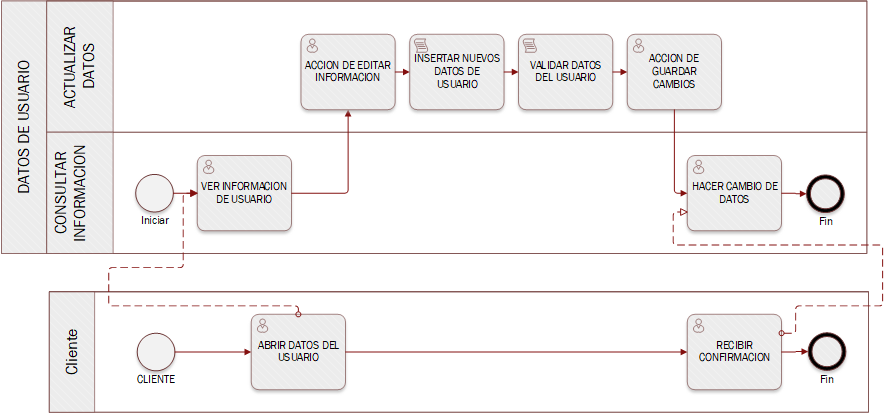 DATOS DE USUARIO
ACTUALIZAR
DATOS
ACCION DE EDITAR
INFORMACION
INSERTAR NUEVOS
DATOS DE
USUARIO
VALIDAR DATOS
DEL USUARIO
ACCION DE
GUARDAR
CAMBIOS
CONSULTAR
INFORMACION
Iniciar
VER INFORMACION
DE USUARIO
HACER CAMBIO DE
DATOS
Fin
Cliente
CLIENTE
ABRIR DATOS DEL
USUARIO
RECIBIR
CONFIRMACION
Fin